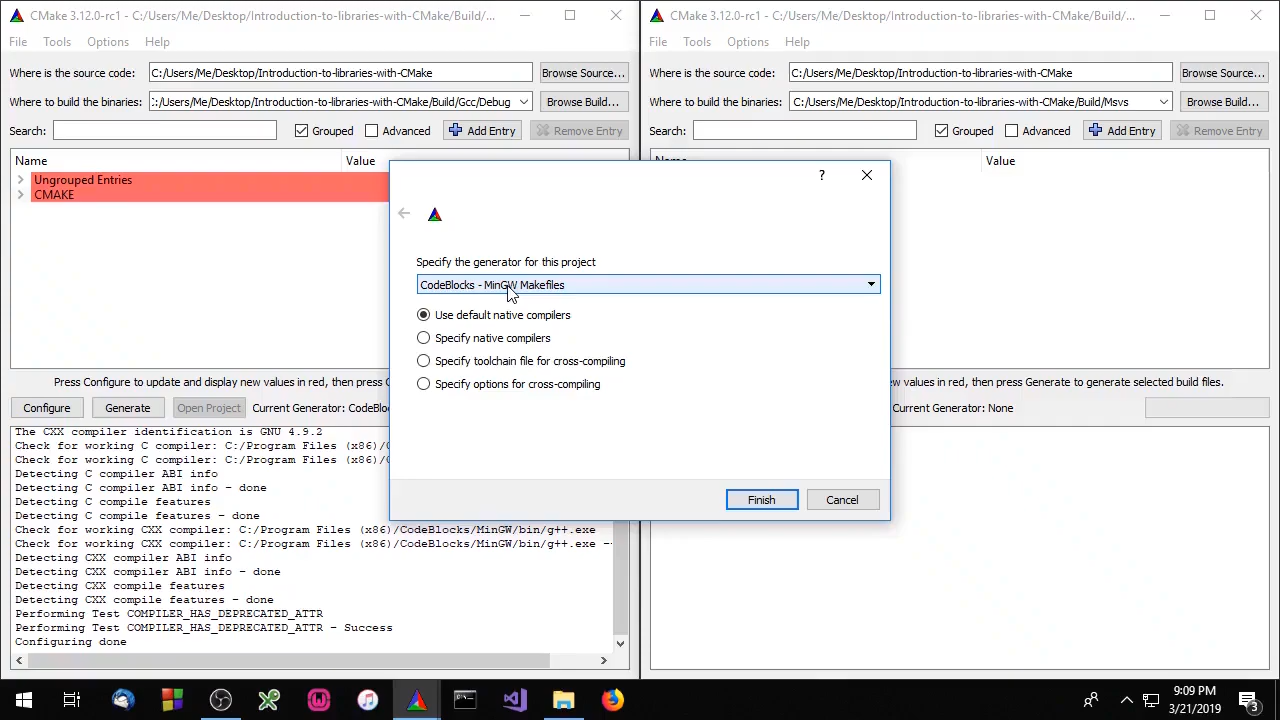 CMake 3.12.0-rc1 - C:/Users/Me/Desktop/Introduction-to-libraries-with-CMake/Build/...
File Tools Options Help
Where is the source code: C:/Users/Me/Desktop/Introduction-to-libraries-with-CMake Browse Source...
Where to build the binaries: :/Users/Me/Desktop/Introduction-to-libraries-with-CMake/Build/Gcc/Debug Browse Build...
Search: Grouped Advanced Add Entry Remove Entry
Name Value
Ungrouped Entries
CMAKE
Press Configure to update and display new values in red, then press
Configure Generate Open Project Current Generator:
The CXX compiler identification is GNU 4.9.2
Check for working C compiler: C:/Program Files (x86)/
Check for working C compiler: C:/Program Files (x86)/
Detecting C compiler ABI info
Detecting C compiler ABI info - done
Detecting C compile features
Detecting C compile features - done
Check for working CXX compiler: C:/Program Files (x86)/CodeBlocks/MinGW/bin/g++.exe
Check for working CXX compiler: C:/Program Files (x86)/CodeBlocks/MinGW/bin/g++.exe --
Detecting CXX compiler ABI info
Detecting CXX compiler ABI info - done
Detecting CXX compile features
Detecting CXX compile features - done
Performing Test COMPILER_HAS_DEPRECATED_ATTR
Performing Test COMPILER_HAS_DEPRECATED_ATTR - Success
Configuring done
CMake 3.12.0-rc1 - C:/Users/Me/Desktop/Introduction-to-libraries-with-CMake/Build/...
File Tools Options Help
Where is the source code: C:/Users/Me/Desktop/Introduction-to-libraries-with-CMake Browse Source...
Where to build the binaries: C:/Users/Me/Desktop/Introduction-to-libraries-with-CMake/Build/Msvs Browse Build...
Search: Grouped Advanced Add Entry Remove Entry
Value
values in red, then press Generate to generate selected build files.
Current Generator: None
?
Specify the generator for this project
CodeBlocks - MinGW Makefiles
Use default native compilers
Specify native compilers
Specify toolchain file for cross-compiling
Specify options for cross-compiling
Finish Cancel
9:09 PM
3/21/2019
3